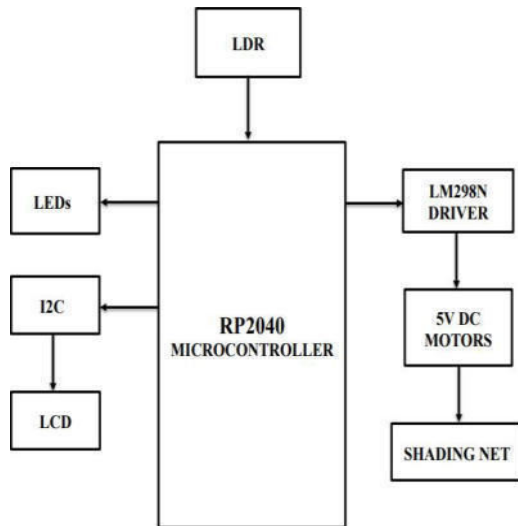 LDR
LEDs
LM298N
DRIVER
I2C
RP2040
MICROCONTROLLER
5V DC
MOTORS
LCD
SHADING NET